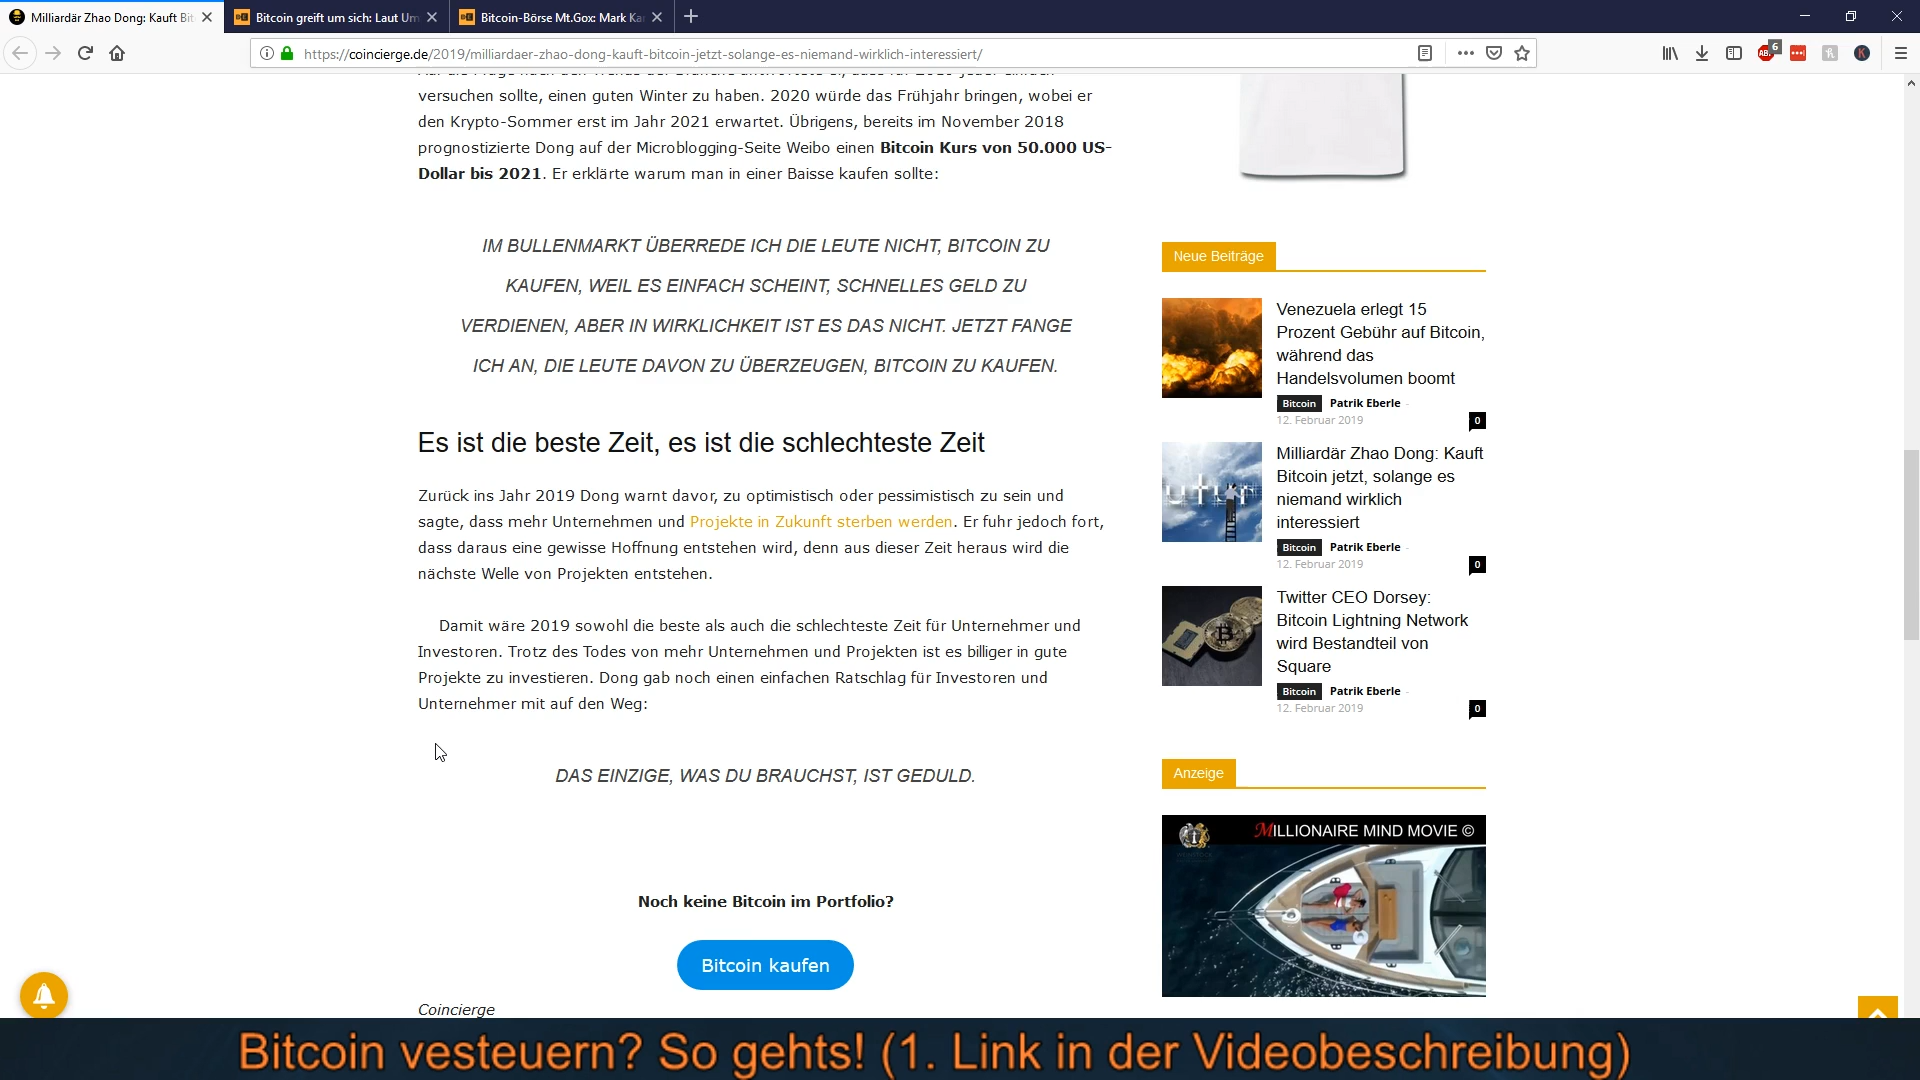 Milliardär Zhao Dong: Kauft Bit
Bitcoin greift um sich: Laut Um
Bitcoin-Börse Mt.Gox: Mark Ka
https://coincierge.de/2019/milliardaer-zhao-dong-kauft-bitcoin-jetzt-solange-es-niemand-wirklich-interessiert/
6
versuchen sollte, einen guten Winter zu haben. 2020 würde das Frühjahr bringen, wobei er
den Krypto-Sommer erst im Jahr 2021 erwartet. Übrigens, bereits im November 2018
prognostizierte Dong auf der Microblogging-Seite Weibo einen Bitcoin Kurs von 50.000 US-
Dollar bis 2021. Er erklärte warum man in einer Baisse kaufen sollte:
IM BULLENMARKT ÜBERREDE ICH DIE LEUTE NICHT, BITCOIN ZU
KAUFEN, WEIL ES EINFACH SCHEINT, SCHNELLES GELD ZU
VERDIENEN, ABER IN WIRKLICHKEIT IST ES DAS NICHT. JETZT FANGE
ICH AN, DIE LEUTE DAVON ZU ÜBERZEUGEN, BITCOIN ZU KAUFEN.
Es ist die beste Zeit, es ist die schlechteste Zeit
Zurück ins Jahr 2019 Dong warnt davor, zu optimistisch oder pessimistisch zu sein und
sagte, dass mehr Unternehmen und Projekte in Zukunft sterben werden. Er fuhr jedoch fort,
dass daraus eine gewisse Hoffnung entstehen wird, denn aus dieser Zeit heraus wird die
nächste Welle von Projekten entstehen.
Damit wäre 2019 sowohl die beste als auch die schlechteste Zeit für Unternehmer und
Investoren. Trotz des Todes von mehr Unternehmen und Projekten ist es billiger in gute
Projekte zu investieren. Dong gab noch einen einfachen Ratschlag für Investoren und
Unternehmer mit auf den Weg:
DAS EINZIGE, WAS DU BRAUCHST, IST GEDULD.
Noch keine Bitcoin im Portfolio?
Bitcoin kaufen
Coincierge
Neue Beiträge
Venezuela erlegt 15
Prozent Gebühr auf Bitcoin,
während das
Handelsvolumen boomt
Bitcoin Patrik Eberle -
12. Februar 2019
0
Milliardär Zhao Dong: Kauft
Bitcoin jetzt, solange es
niemand wirklich
interessiert
Bitcoin Patrik Eberle -
12. Februar 2019
0
Twitter CEO Dorsey:
Bitcoin Lightning Network
wird Bestandteil von
Square
Bitcoin Patrik Eberle -
12. Februar 2019
0
Anzeige
MILLIONAIRE MIND MOVIE ©
Bitcoin vesteuern? So gehts! (1. Link in der Videobeschreibung)